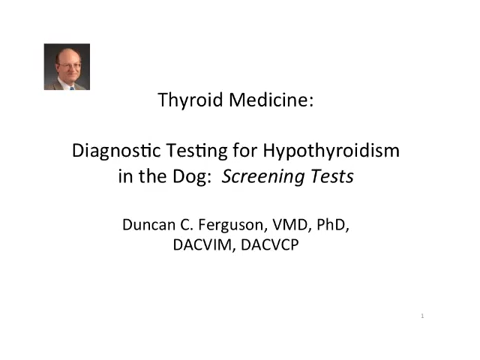 Thyroid Medicine:
Diagnostic Testing for Hypothyroidism
in the Dog: Screening Tests
Duncan C. Ferguson, VMD, PhD,
DACVIM, DACVCP
1